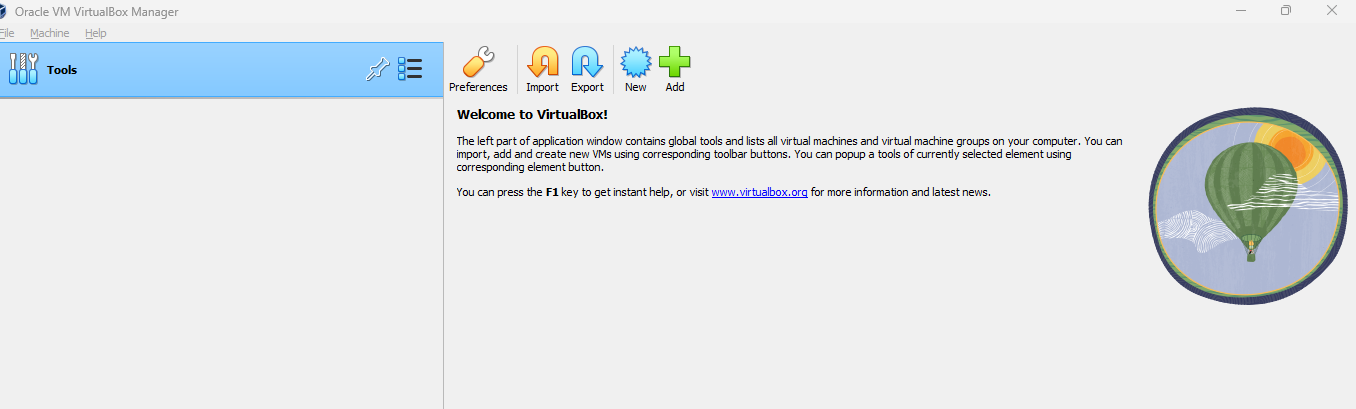 Oracle VM VirtualBox Manager
File Machine Help
Tools
Preferences Import Export New Add
Welcome to VirtualBox!
The left part of application window contains global tools and lists all virtual machines and virtual machine groups on your computer. You can
import, add and create new VMs using corresponding toolbar buttons. You can popup a tools of currently selected element using
corresponding element button.
You can press the F1 key to get instant help, or visit www.virtualbox.org for more information and latest news.